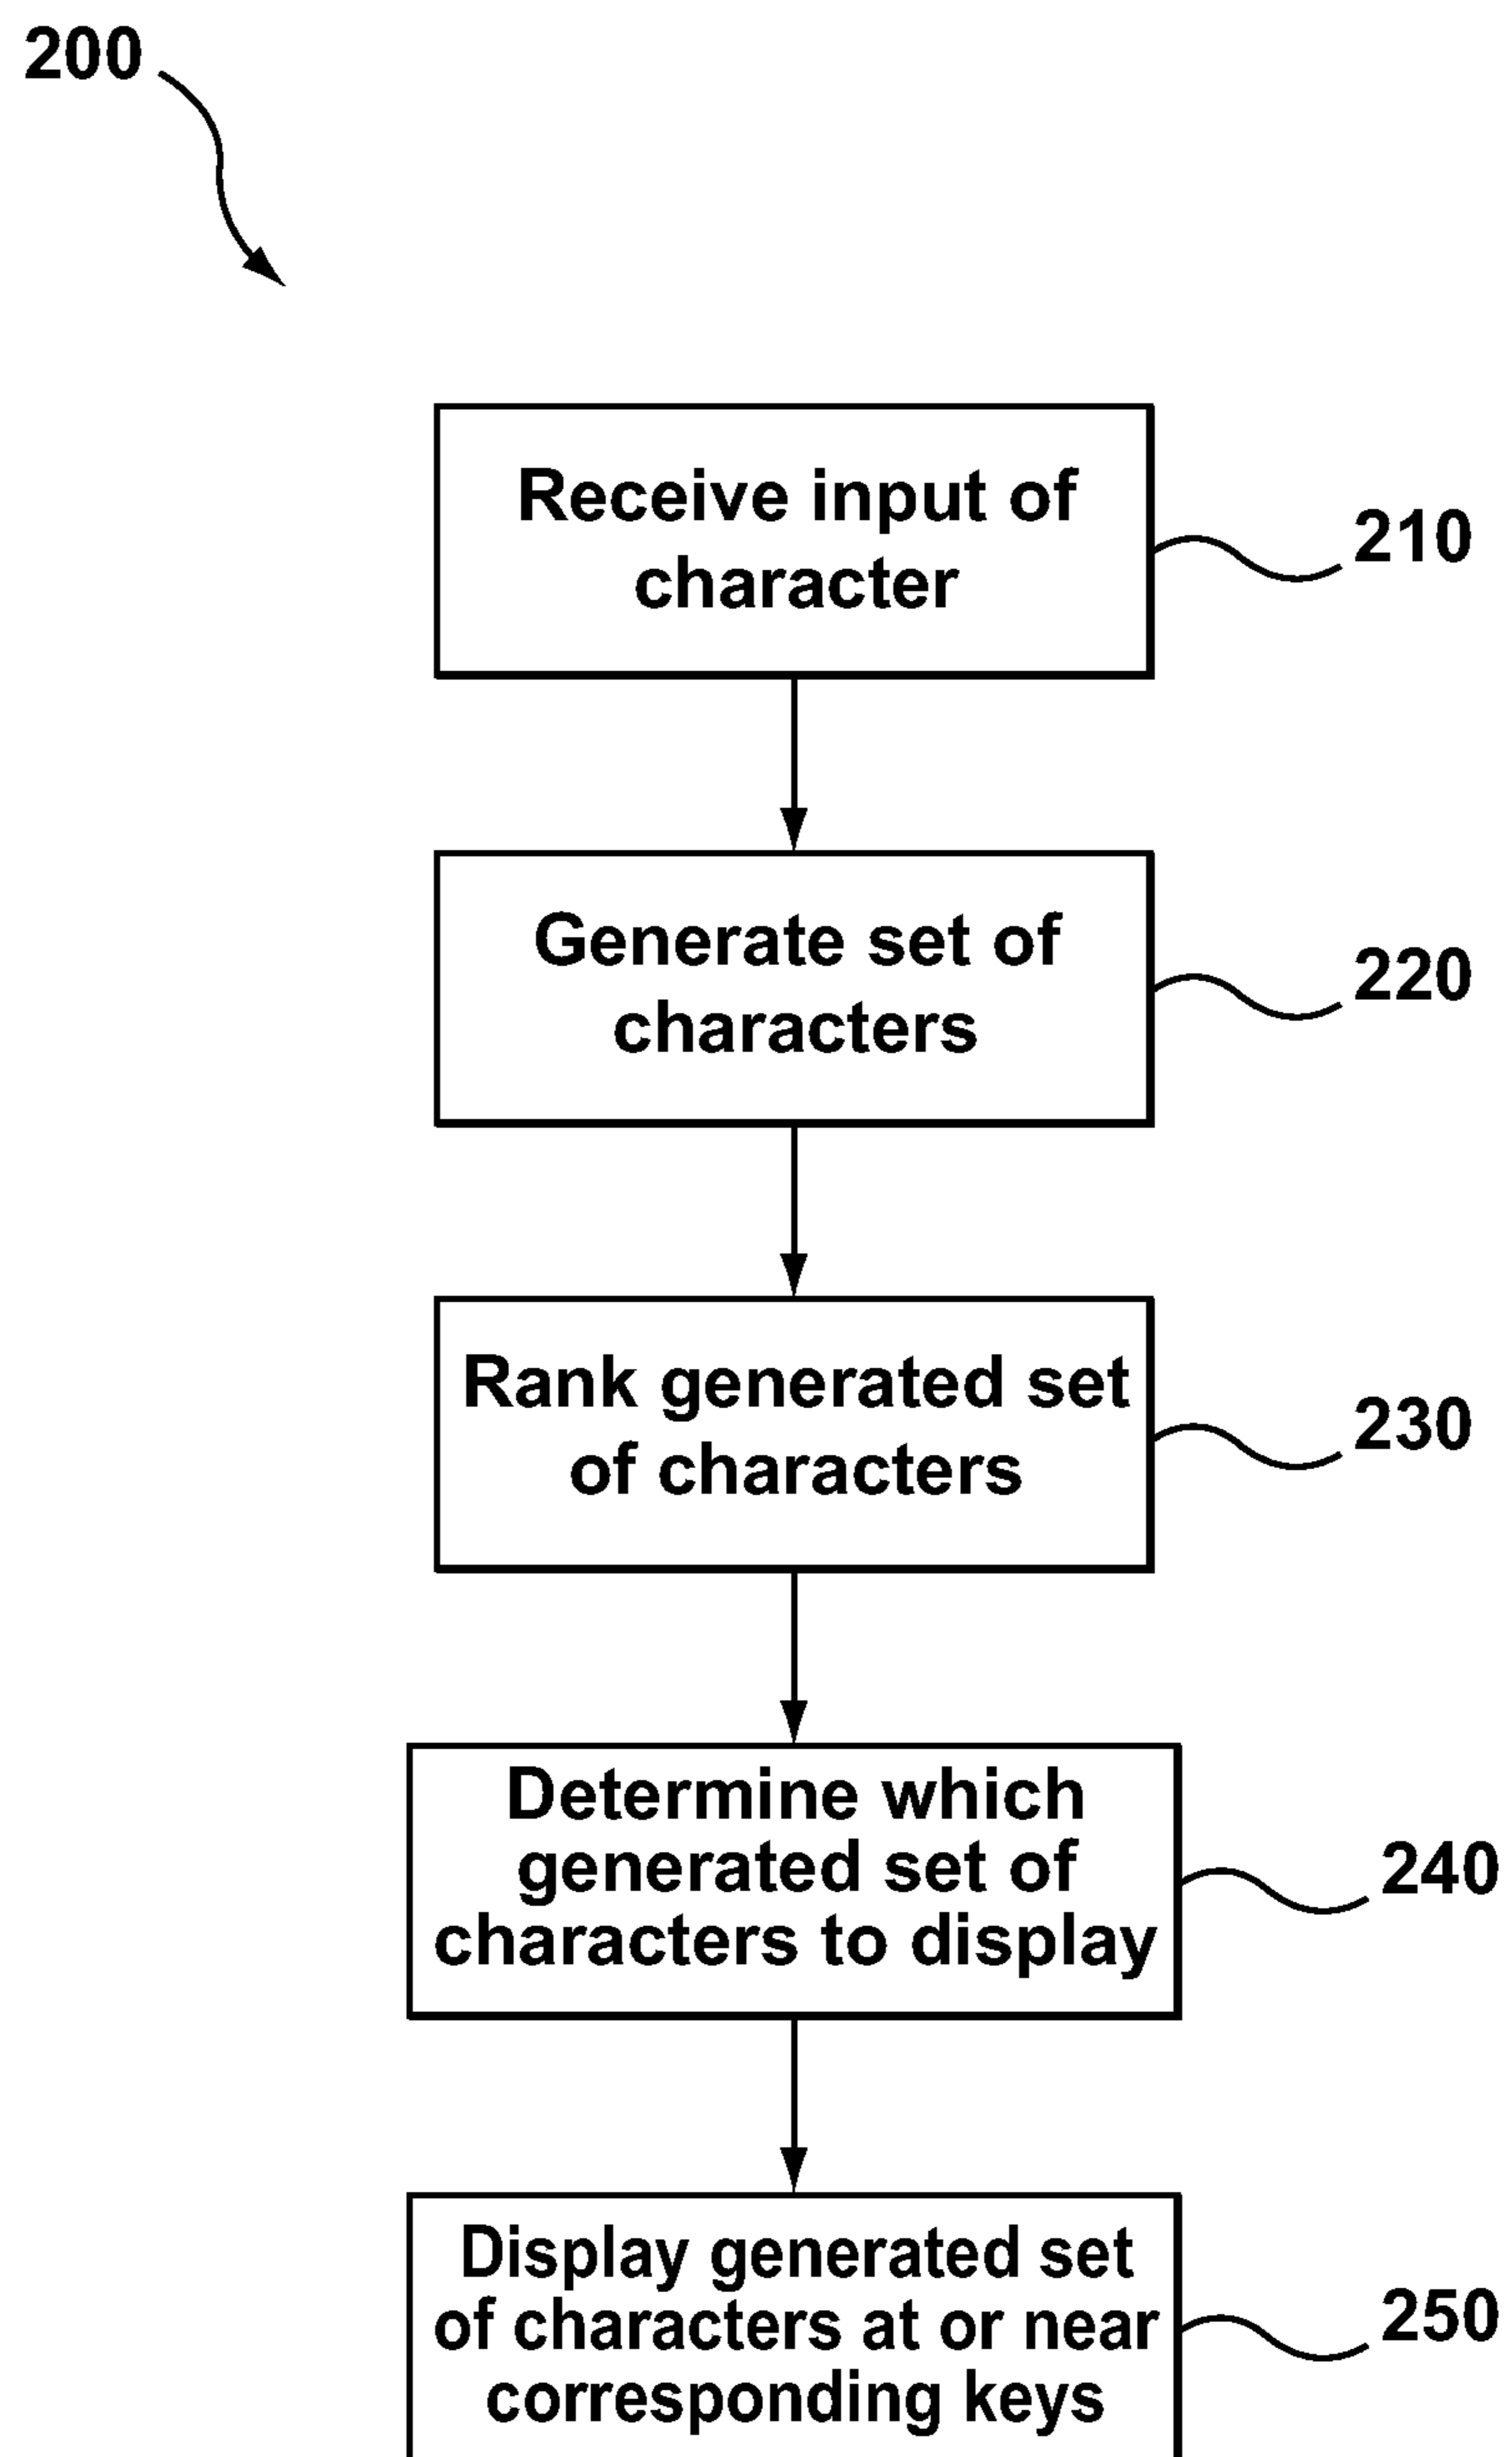 200
Receive input of
character
210
Generate set of
characters
220
Rank generated set
of characters
230
Determine which
generated set of
characters to display
240
Display generated set
of characters at or near
corresponding keys
250